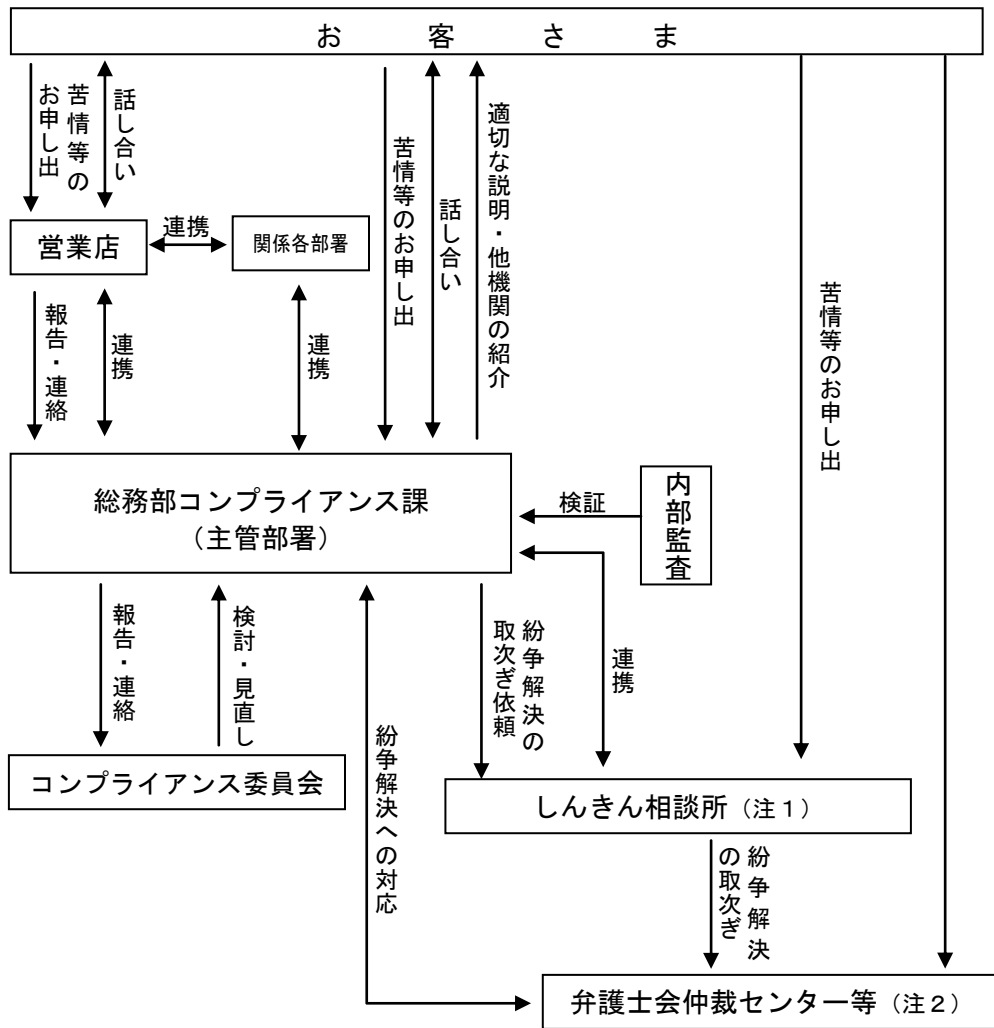 お客さま
苦情等の
お申し出
話し合い
苦情等のお申し出
話し合い
適切な説明・他機関の紹介
苦情等のお申し出
営業店
連携
関係各部署
報告・連絡
連携
連携
総務部コンプライアンス課
（主管部署）
検証
内部監査
報告・連絡
検討・見直し
紛争解決の
取次ぎ依頼
連携
紛争解決への対応
コンプライアンス委員会
しんきん相談所（注１）
紛争解決
の取次ぎ
弁護士会仲裁センター等（注２）